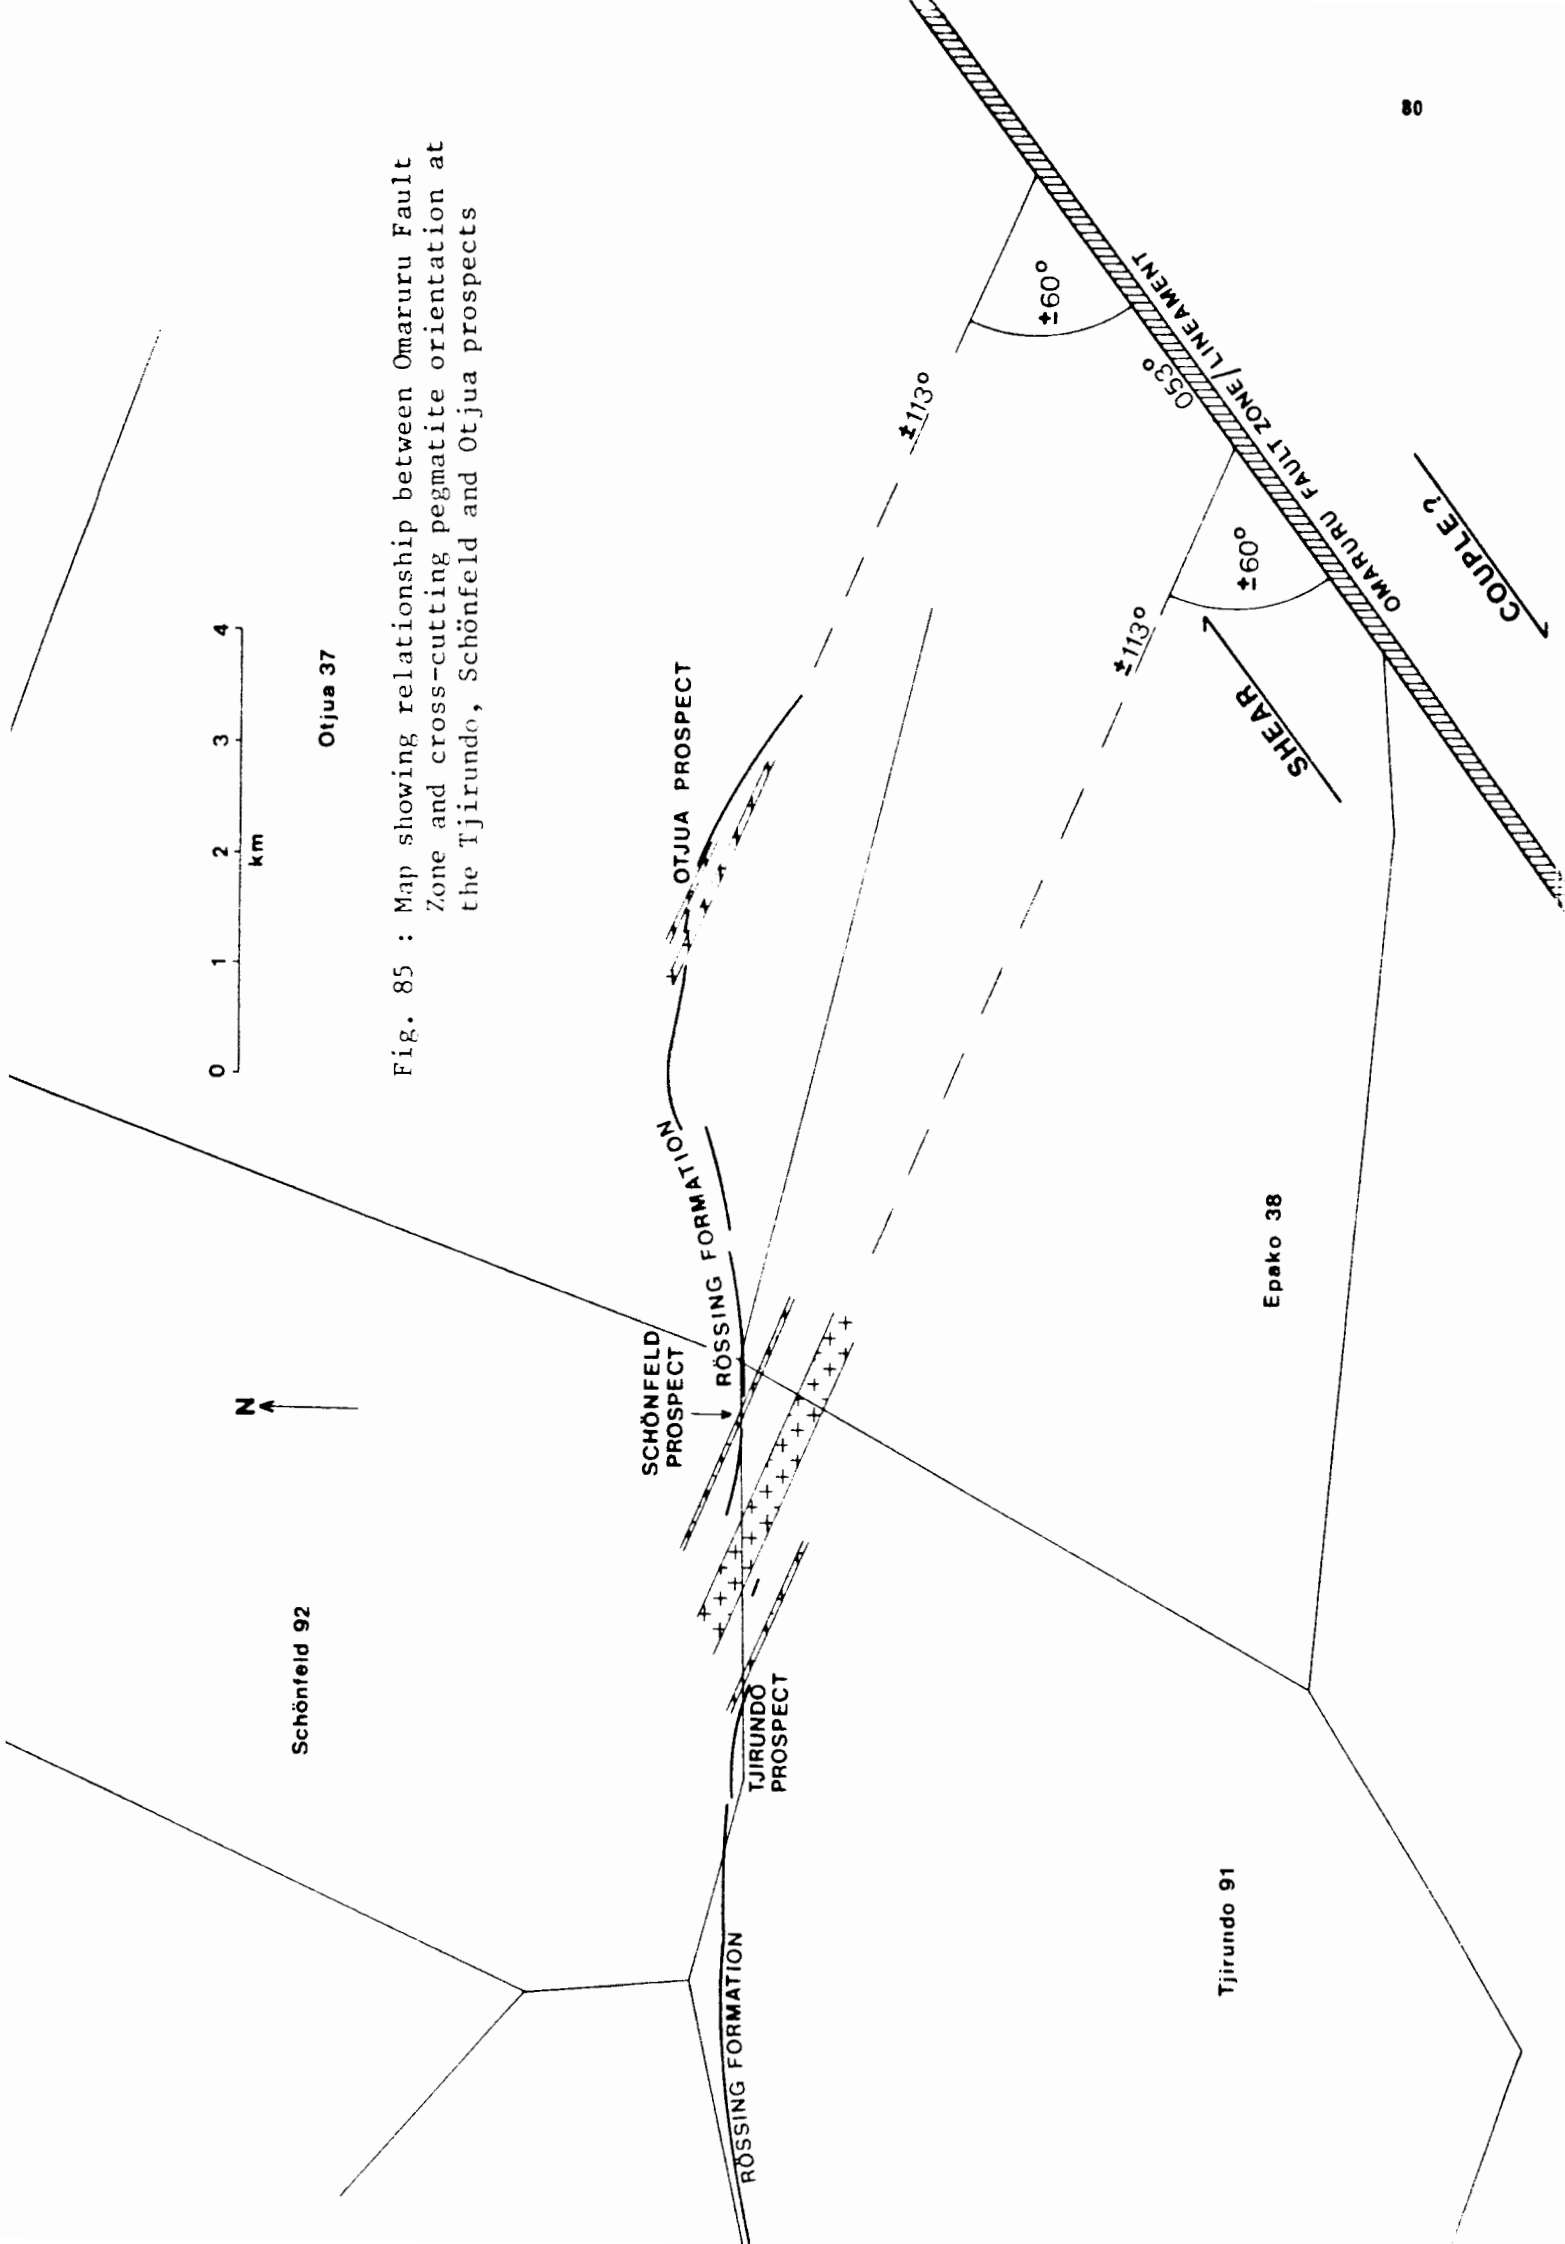 Fig. 85 : Map showing relationship between Omaruru Fault
Zone and cross-cutting pegmatite orientation at
the Tjirundo, Schönfeld and Otjua prospects
0 1 2 3 4
km
N
Schönfeld 92
Otjua 37
SCHÖNFELD
PROSPECT
OTJUA PROSPECT
RÖSSING FORMATION
RÖSSING FORMATION
TJIRUNDO
PROSPECT
±113°
±113°
±60°
±60°
053°
OMARURU FAULT ZONE/LINEAMENT
SHEAR
COUPLE?
Epako 38
Tjirundo 91
80